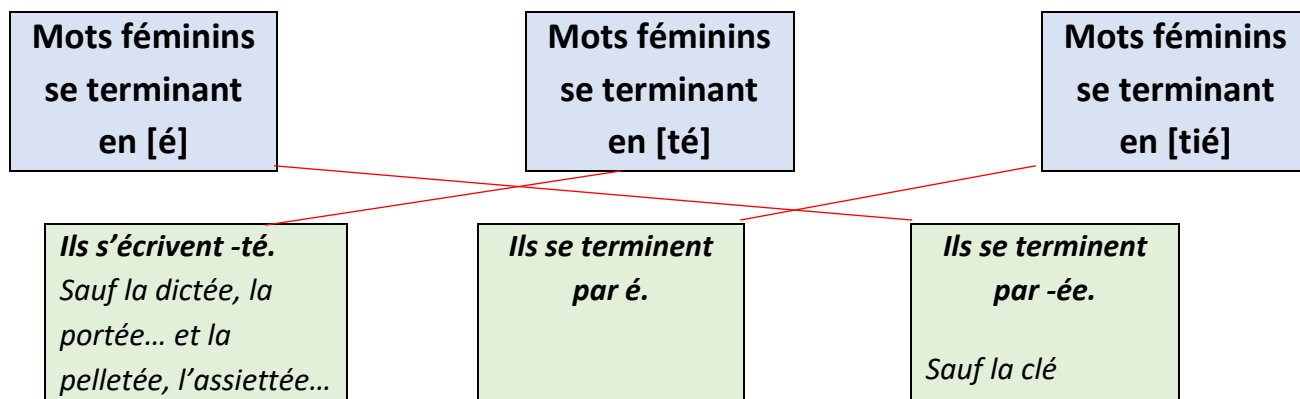 Mots féminins
se terminant
en [é]
Mots féminins
se terminant
en [té]
Mots féminins
se terminant
en [tié]
Ils s’écrivent -té.
Sauf la dictée, la
portée… et la
pelletée, l’assiettée…
Ils se terminent
par é.
Ils se terminent
par -ée.
Sauf la clé